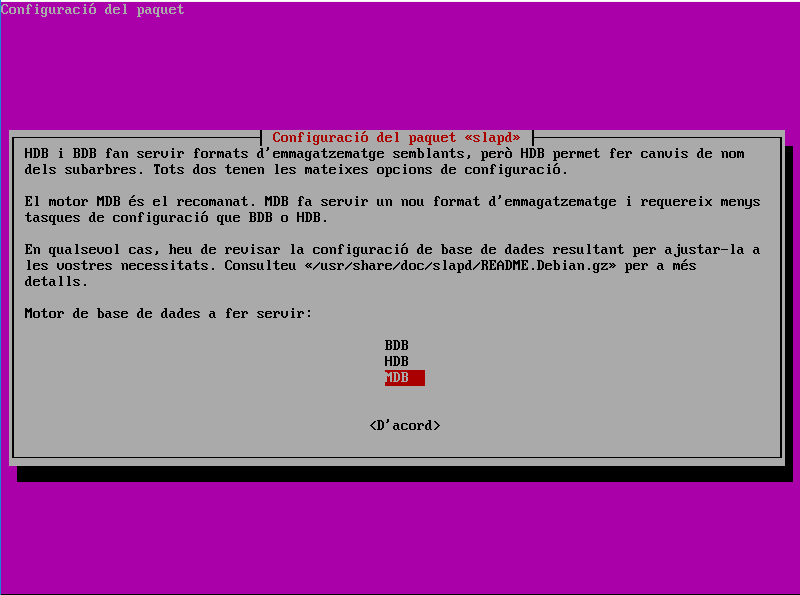 Configuració del paquet
Configuració del paquet «slapd»
HDB i BDB fan servir formats d'emmagatzematge semblants, però HDB permet fer canvis de nom
dels subarbres. Tots dos tenen les mateixes opcions de configuració.
El motor MDB és el recomanat. MDB fa servir un nou format d'emmagatzematge i requereix menys
tasques de configuració que BDB o HDB.
En qualsevol cas, heu de revisar la configuració de base de dades resultant per ajustar-la a
les vostres necessitats. Consulteu «/usr/share/doc/slapd/README.Debian.gz» per a més
detalls.
Motor de base de dades a fer servir:
BDB
HDB
MDB
<D'acord>